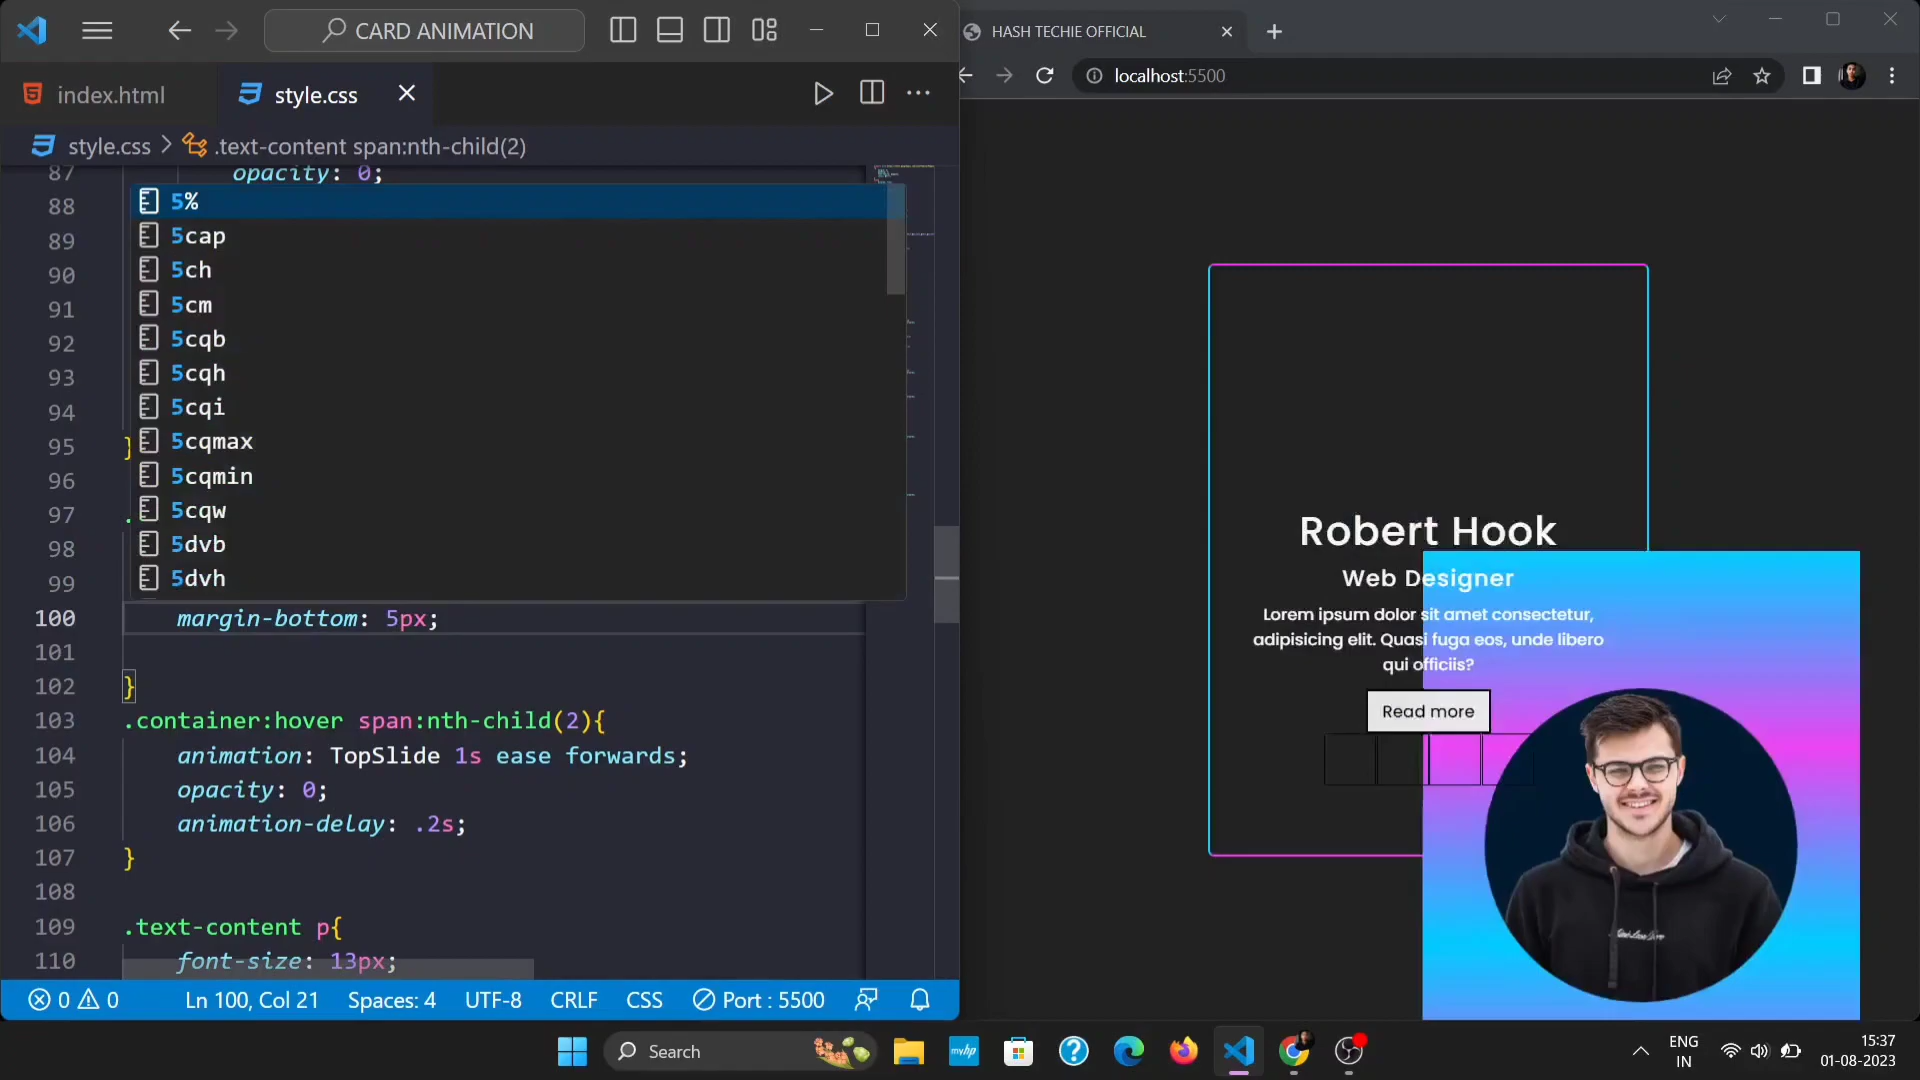 CARD ANIMATION
index.html
style.css
style.css > .text-content span:nth-child(2)
87 opacity: 0;
88
89
90
91
92
93
94
95 }
96
97 .
98
99
5%
5cap
5ch
5cm
5cqb
5cqh
5cqi
5cqmax
5cqmin
5cqw
5dvb
5dvh
100 margin-bottom: 5px;
101
102 }
103 .container:hover span:nth-child(2){
104 animation: TopSlide 1s ease forwards;
105 opacity: 0;
106 animation-delay: .2s;
107 }
108
109 .text-content p{
110 font-size: 13px;
0 0
Ln 100, Col 21
Spaces: 4
UTF-8
CRLF
CSS
Port : 5500
HASH TECHIE OFFICIAL
localhost:5500
Robert Hook
Web Designer
Lorem ipsum dolor sit amet consectetur,
adipisicing elit. Quasi fuga eos, unde libero
qui officiis?
Read more
Search
myhp
ENG
IN
15:37
01-08-2023